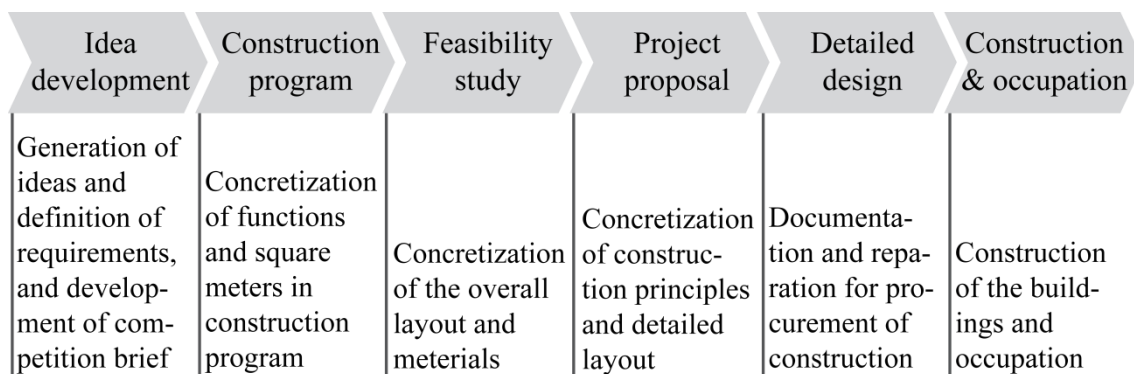 Idea
development
Construction
program
Feasibility
study
Project
proposal
Detailed
design
Construction
& occupation
Generation of
ideas and
definition of
requirements,
and develop-
ment of com-
petition brief
Concretization
of functions
and square
meters in
construction
program
Concretization
of the overall
layout and
meterials
Concretization
of construc-
tion principles
and detailed
layout
Documenta-
tion and repa-
ration for pro-
curement of
construction
Construction
of the build-
ings and
occupation